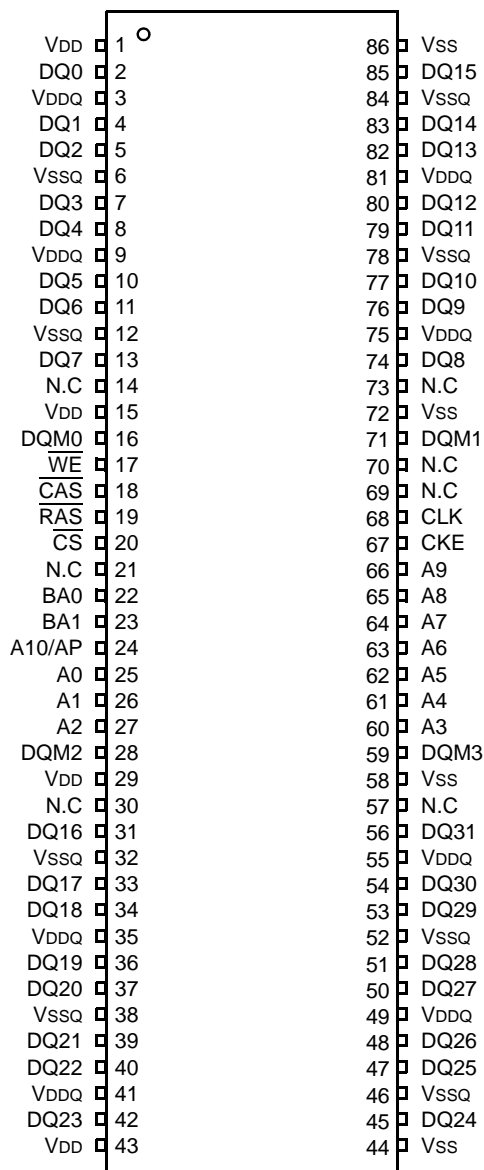 VDD 1 86 VSS
DQ0 2 85 DQ15
VDDQ 3 84 VSSQ
DQ1 4 83 DQ14
DQ2 5 82 DQ13
VSSQ 6 81 VDDQ
DQ3 7 80 DQ12
DQ4 8 79 DQ11
VDDQ 9 78 VSSQ
DQ5 10 77 DQ10
DQ6 11 76 DQ9
VSSQ 12 75 VDDQ
DQ7 13 74 DQ8
N.C 14 73 N.C
VDD 15 72 VSS
DQM0 16 71 DQM1
WE 17 70 N.C
CAS 18 69 N.C
RAS 19 68 CLK
CS 20 67 CKE
N.C 21 66 A9
BA0 22 65 A8
BA1 23 64 A7
A10/AP 24 63 A6
A0 25 62 A5
A1 26 61 A4
A2 27 60 A3
DQM2 28 59 DQM3
VDD 29 58 VSS
N.C 30 57 N.C
DQ16 31 56 DQ31
VSSQ 32 55 VDDQ
DQ17 33 54 DQ30
DQ18 34 53 DQ29
VDDQ 35 52 VSSQ
DQ19 36 51 DQ28
DQ20 37 50 DQ27
VSSQ 38 49 VDDQ
DQ21 39 48 DQ26
DQ22 40 47 DQ25
VDDQ 41 46 VSSQ
DQ23 42 45 DQ24
VDD 43 44 VSS